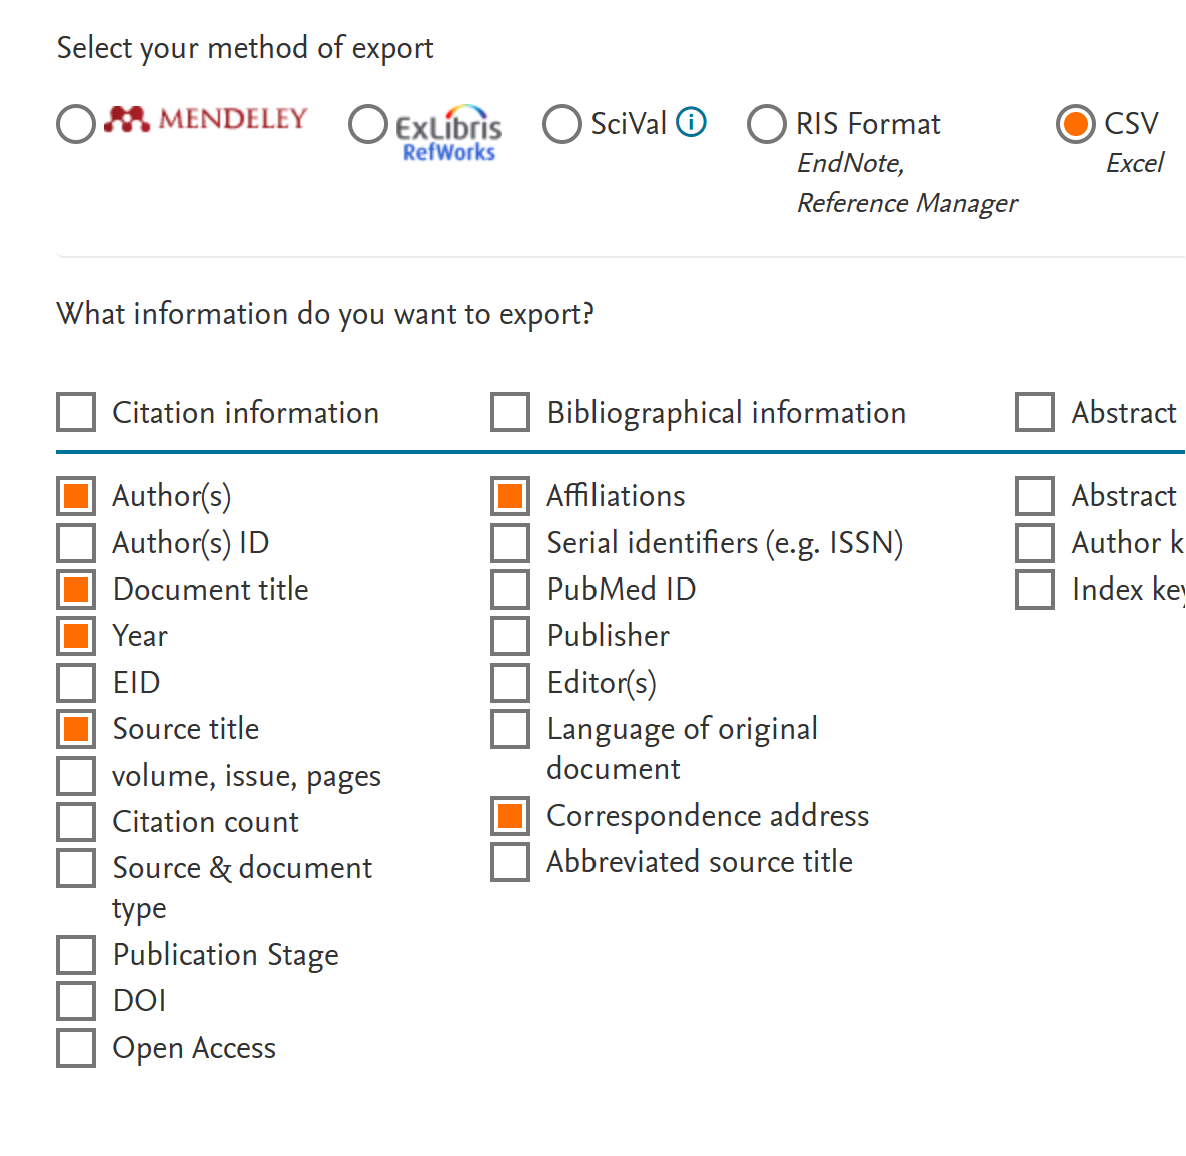 Select your method of export
MENDELEY
ExLibris
RefWorks
SciVal i
RIS Format
EndNote,
Reference Manager
CSV
Excel
What information do you want to export?
Citation information
Author(s)
Author(s) ID
Document title
Year
EID
Source title
volume, issue, pages
Citation count
Source & document
type
Publication Stage
DOI
Open Access
Bibliographical information
Affiliations
Serial identifiers (e.g. ISSN)
PubMed ID
Publisher
Editor(s)
Language of original
document
Correspondence address
Abbreviated source title
Abstract
Abstract
Author k
Index key